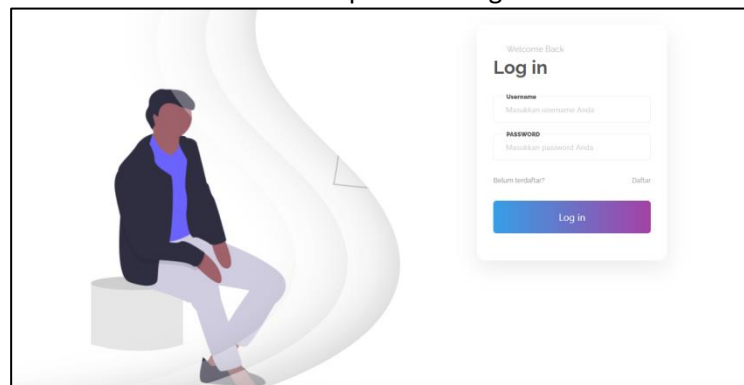 Welcome Back
Log in
Username
Masukkan username Anda
PASSWORD
Masukkan password Anda
Belum terdaftar? Daftar
Log in